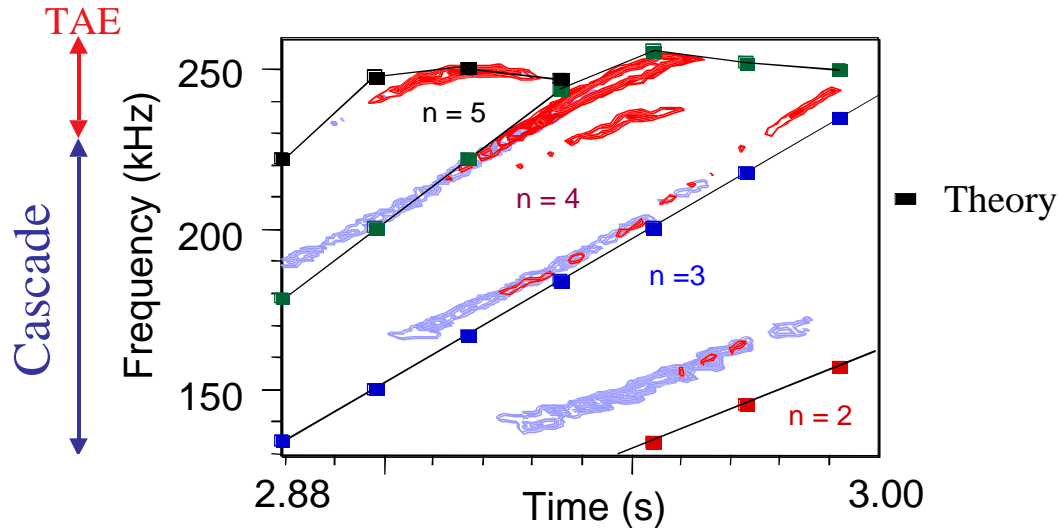 TAE
Cascade
Frequency (kHz)
250
200
150
n = 5
n = 4
n =3
n = 2
Theory
2.88
Time (s)
3.00